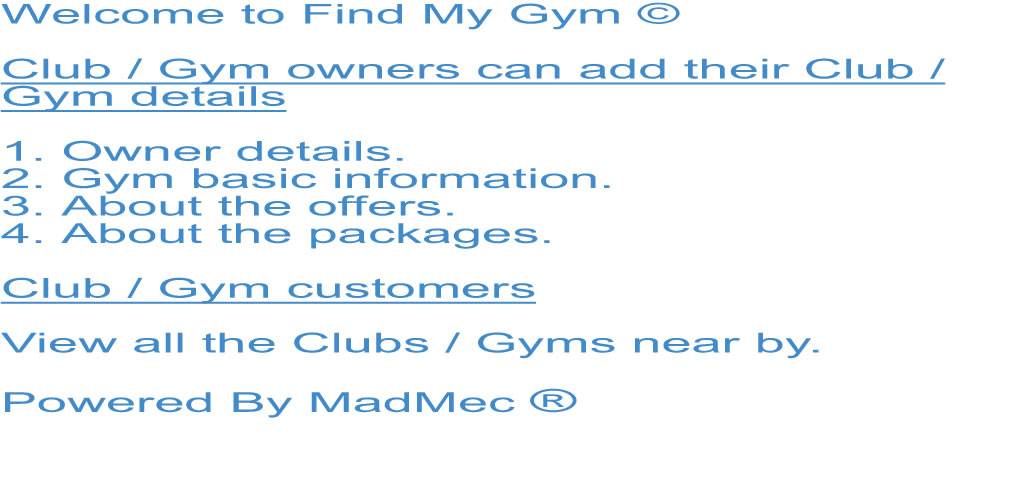 Welcome to Find My Gym ©
Club / Gym owners can add their Club /
Gym details
1. Owner details.
2. Gym basic information.
3. About the offers.
4. About the packages.
Club / Gym customers
View all the Clubs / Gyms near by.
Powered By MadMec ®